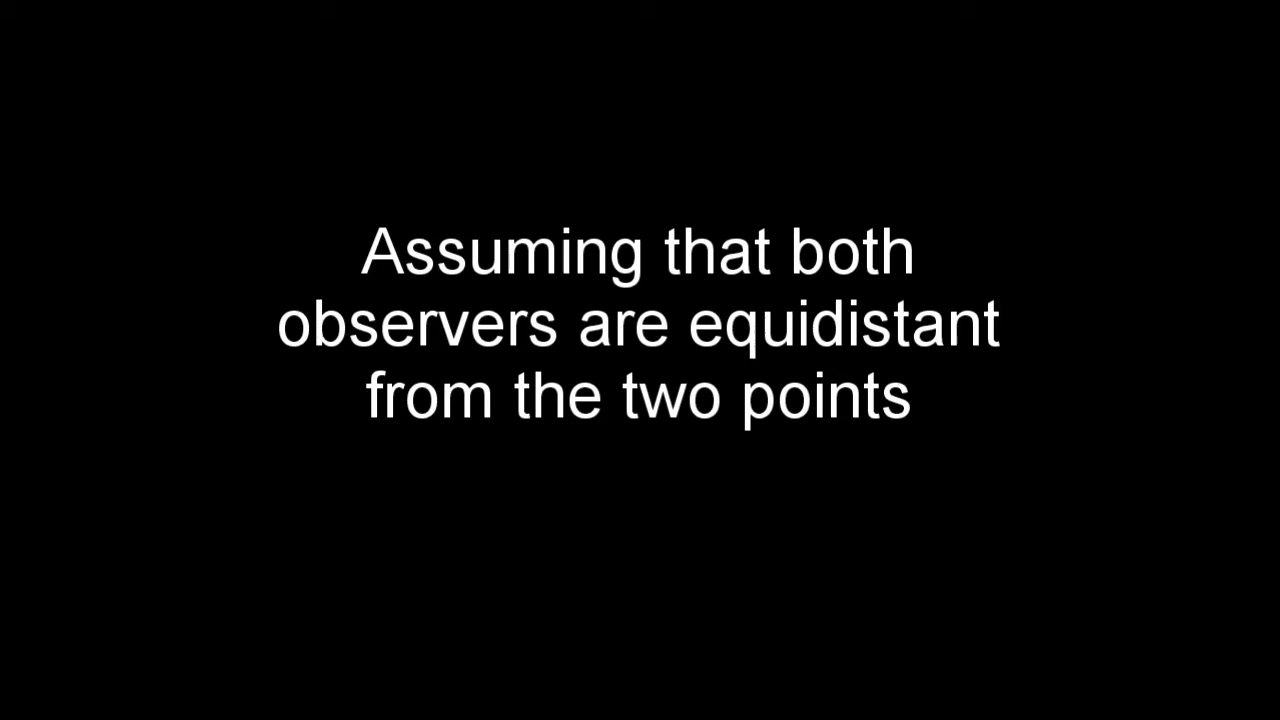 Assuming that both
observers are equidistant
from the two points